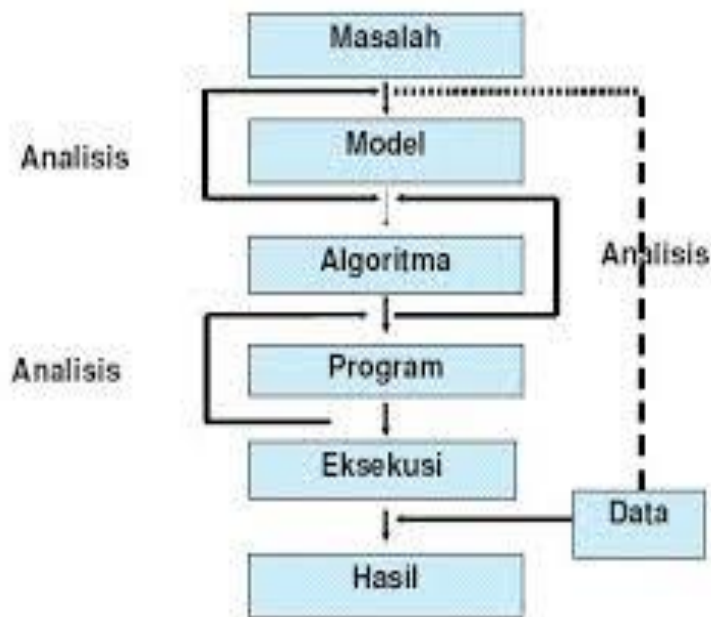 Masalah
Analisis
Model
Algoritma
Analisis
Analisis
Program
Eksekusi
Data
Hasil